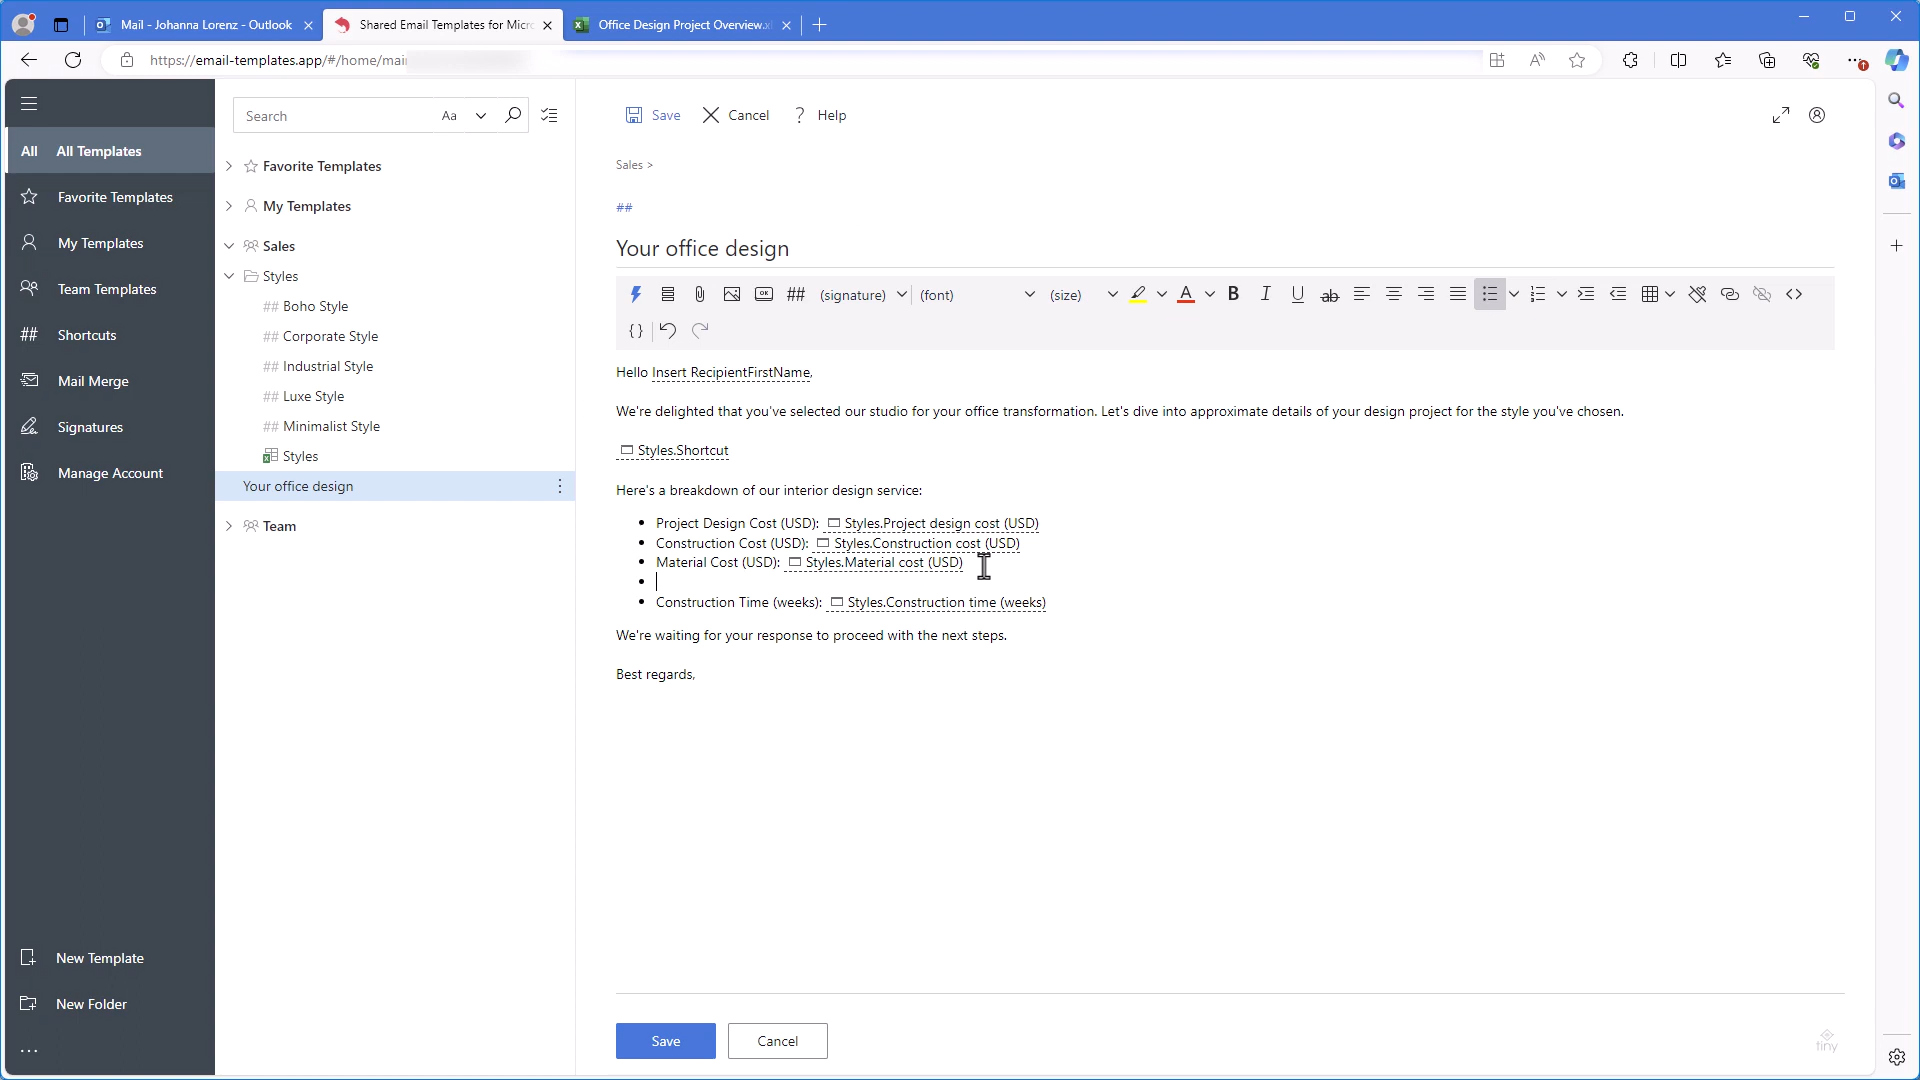 Mail - Johanna Lorenz - Outlook
Shared Email Templates for Micro
Office Design Project Overview.xl
https://email-templates.app/#/home/mai
Search
Aa
Save
Cancel
? Help
All All Templates
Favorite Templates
My Templates
Team Templates
## Shortcuts
Mail Merge
Signatures
Manage Account
New Template
New Folder
...
Favorite Templates
My Templates
Sales
Styles
## Boho Style
## Corporate Style
## Industrial Style
## Luxe Style
## Minimalist Style
Styles
Your office design
Team
Sales >
##
Your office design
## (signature) (font) (size) A B I U ab
{ }
Hello Insert RecipientFirstName,
We're delighted that you've selected our studio for your office transformation. Let's dive into approximate details of your design project for the style you've chosen.
Styles.Shortcut
Here's a breakdown of our interior design service:
• Project Design Cost (USD): Styles.Project design cost (USD)
• Construction Cost (USD): Styles.Construction cost (USD)
• Material Cost (USD): Styles.Material cost (USD)
•
• Construction Time (weeks): Styles.Construction time (weeks)
We're waiting for your response to proceed with the next steps.
Best regards,
Save
Cancel
tiny